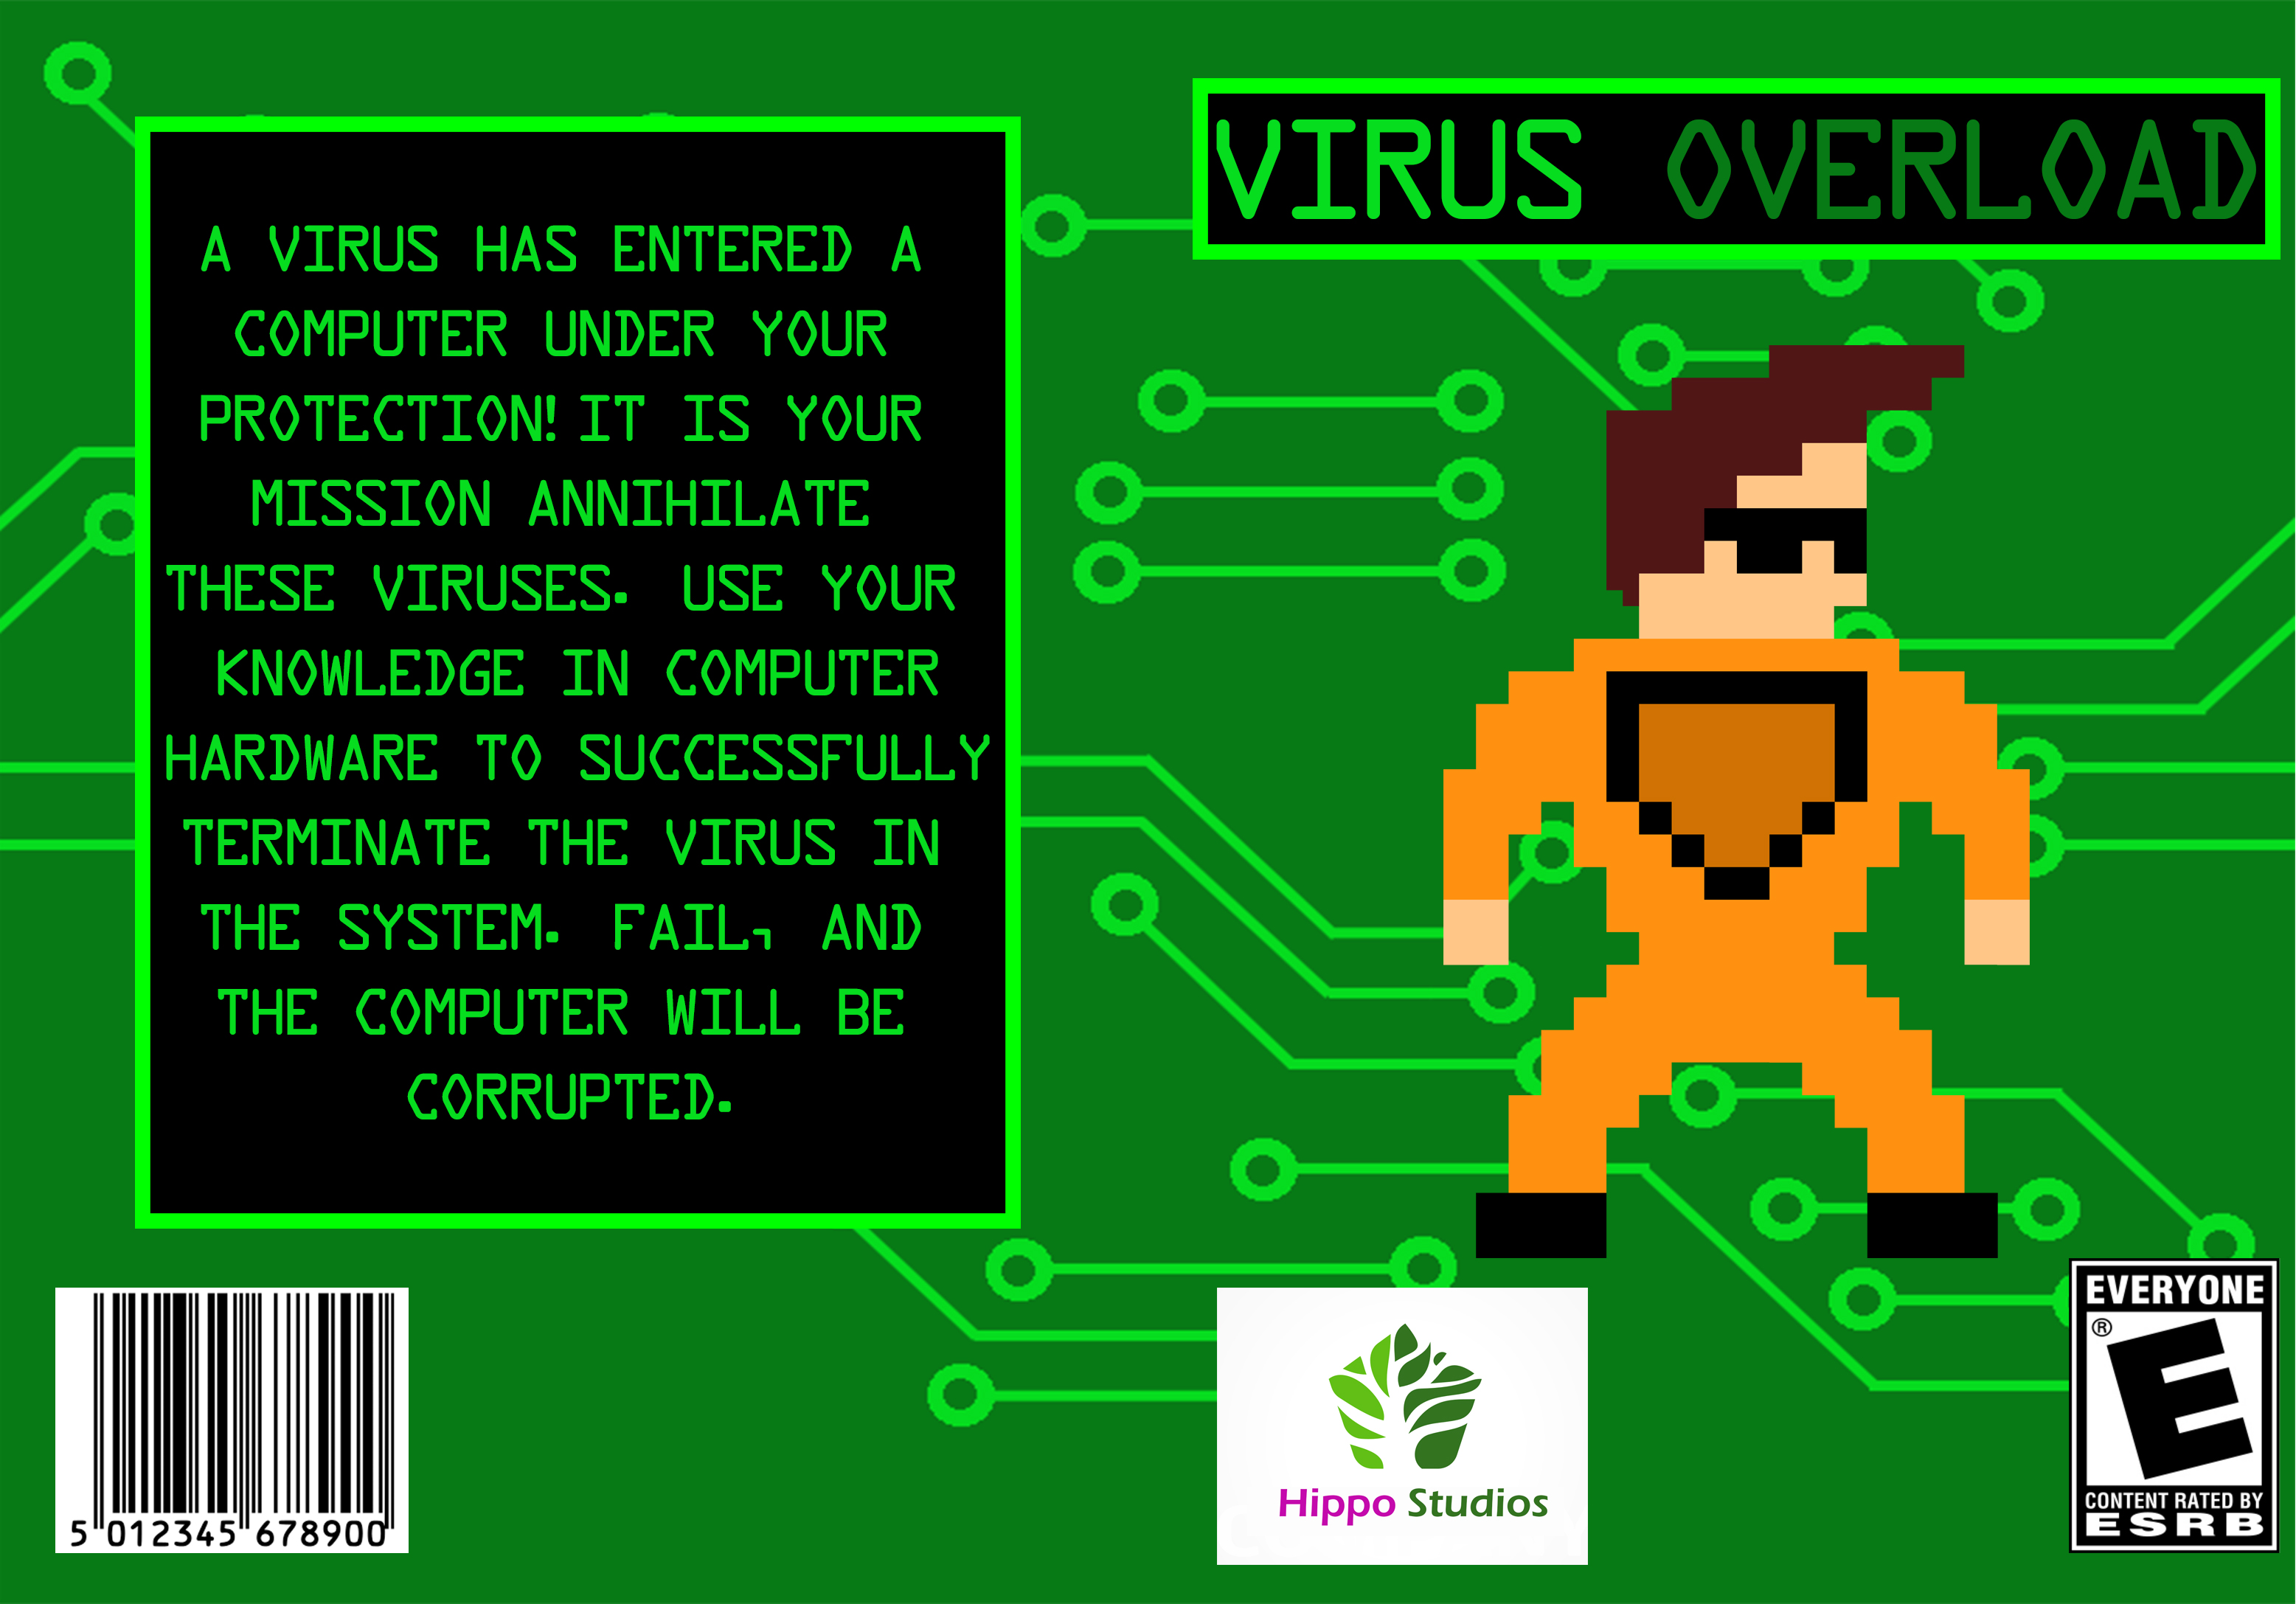 VIRUS OVERLOAD
A VIRUS HAS ENTERED A
COMPUTER UNDER YOUR
PROTECTION! IT IS YOUR
MISSION ANNIHILATE
THESE VIRUSES. USE YOUR
KNOWLEDGE IN COMPUTER
HARDWARE TO SUCCESSFULLY
TERMINATE THE VIRUS IN
THE SYSTEM. FAIL, AND
THE COMPUTER WILL BE
CORRUPTED.
5 012345 678900
Hippo Studios
EVERYONE
®
E
CONTENT RATED BY
ESRB